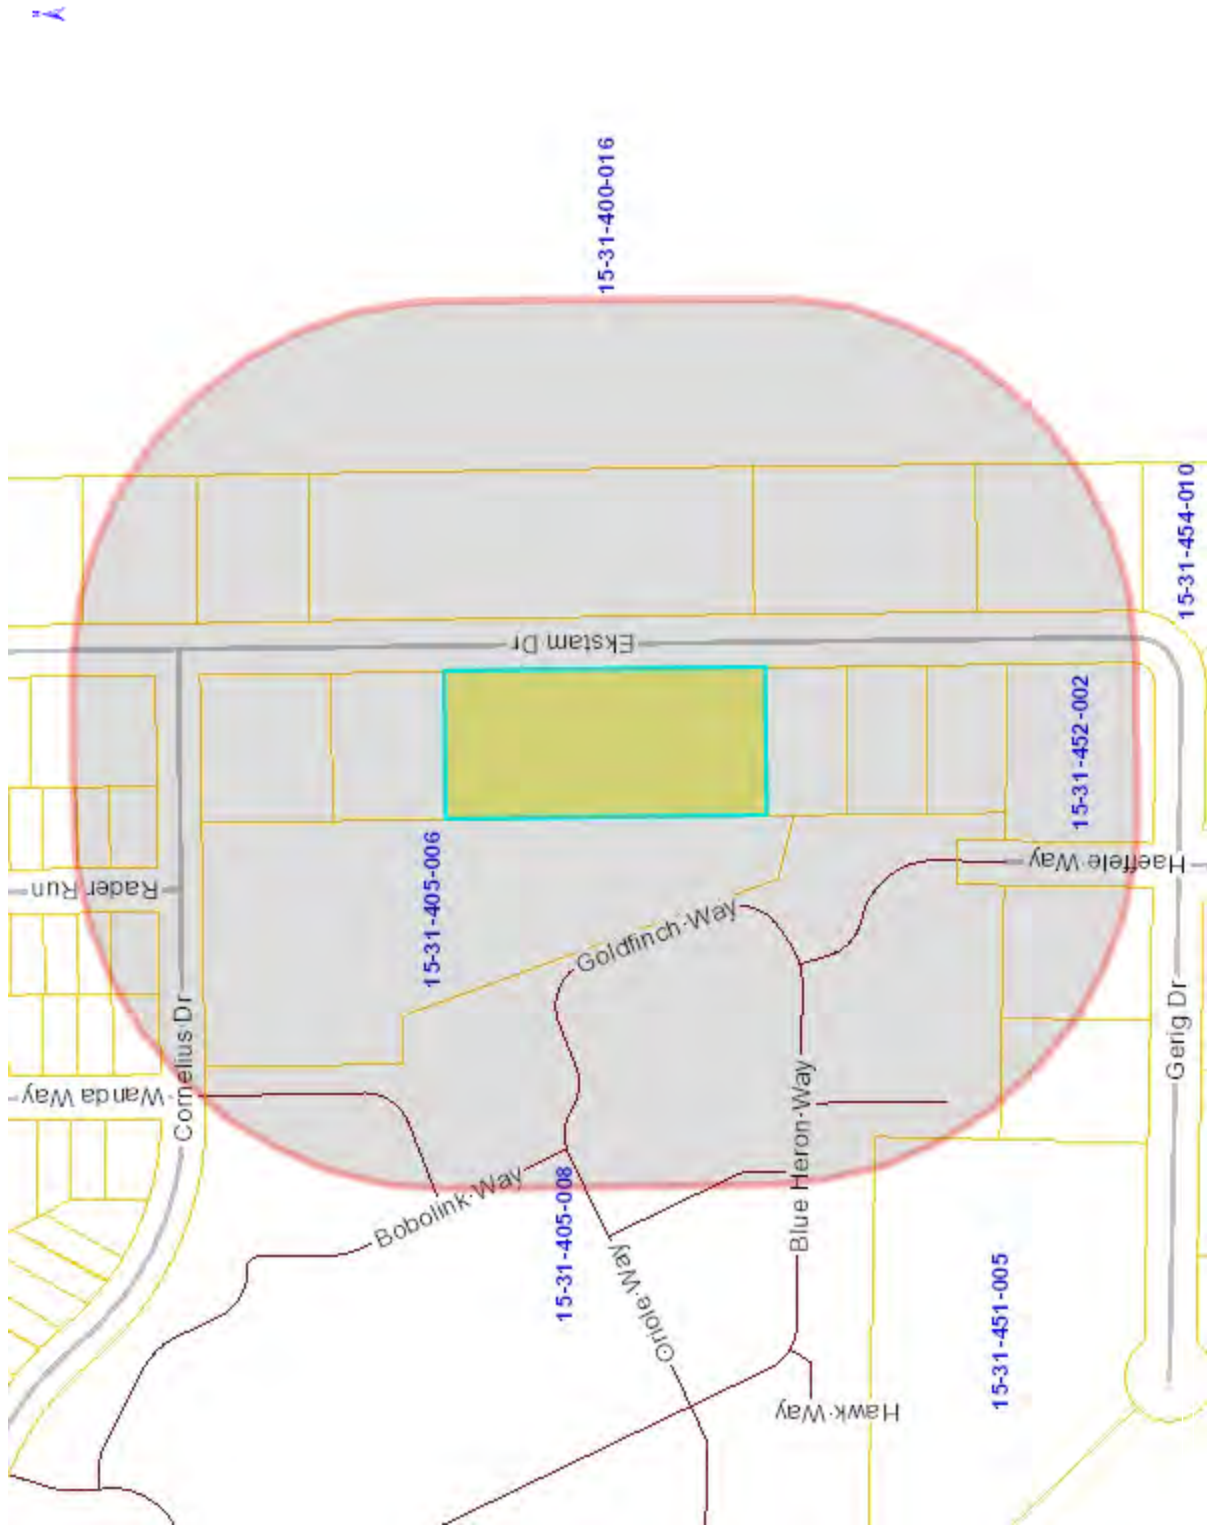 N
15-31-400-016
15-31-454-010
Ekstam Dr
15-31-452-002
15-31-405-006
Haeffele Way
Rader Run
Goldfinch Way
Cornelius Dr
Gerig Dr
Wanda Way
Blue Heron Way
Bobolink Way
15-31-405-008
Oriole Way
15-31-451-005
Hawk Way